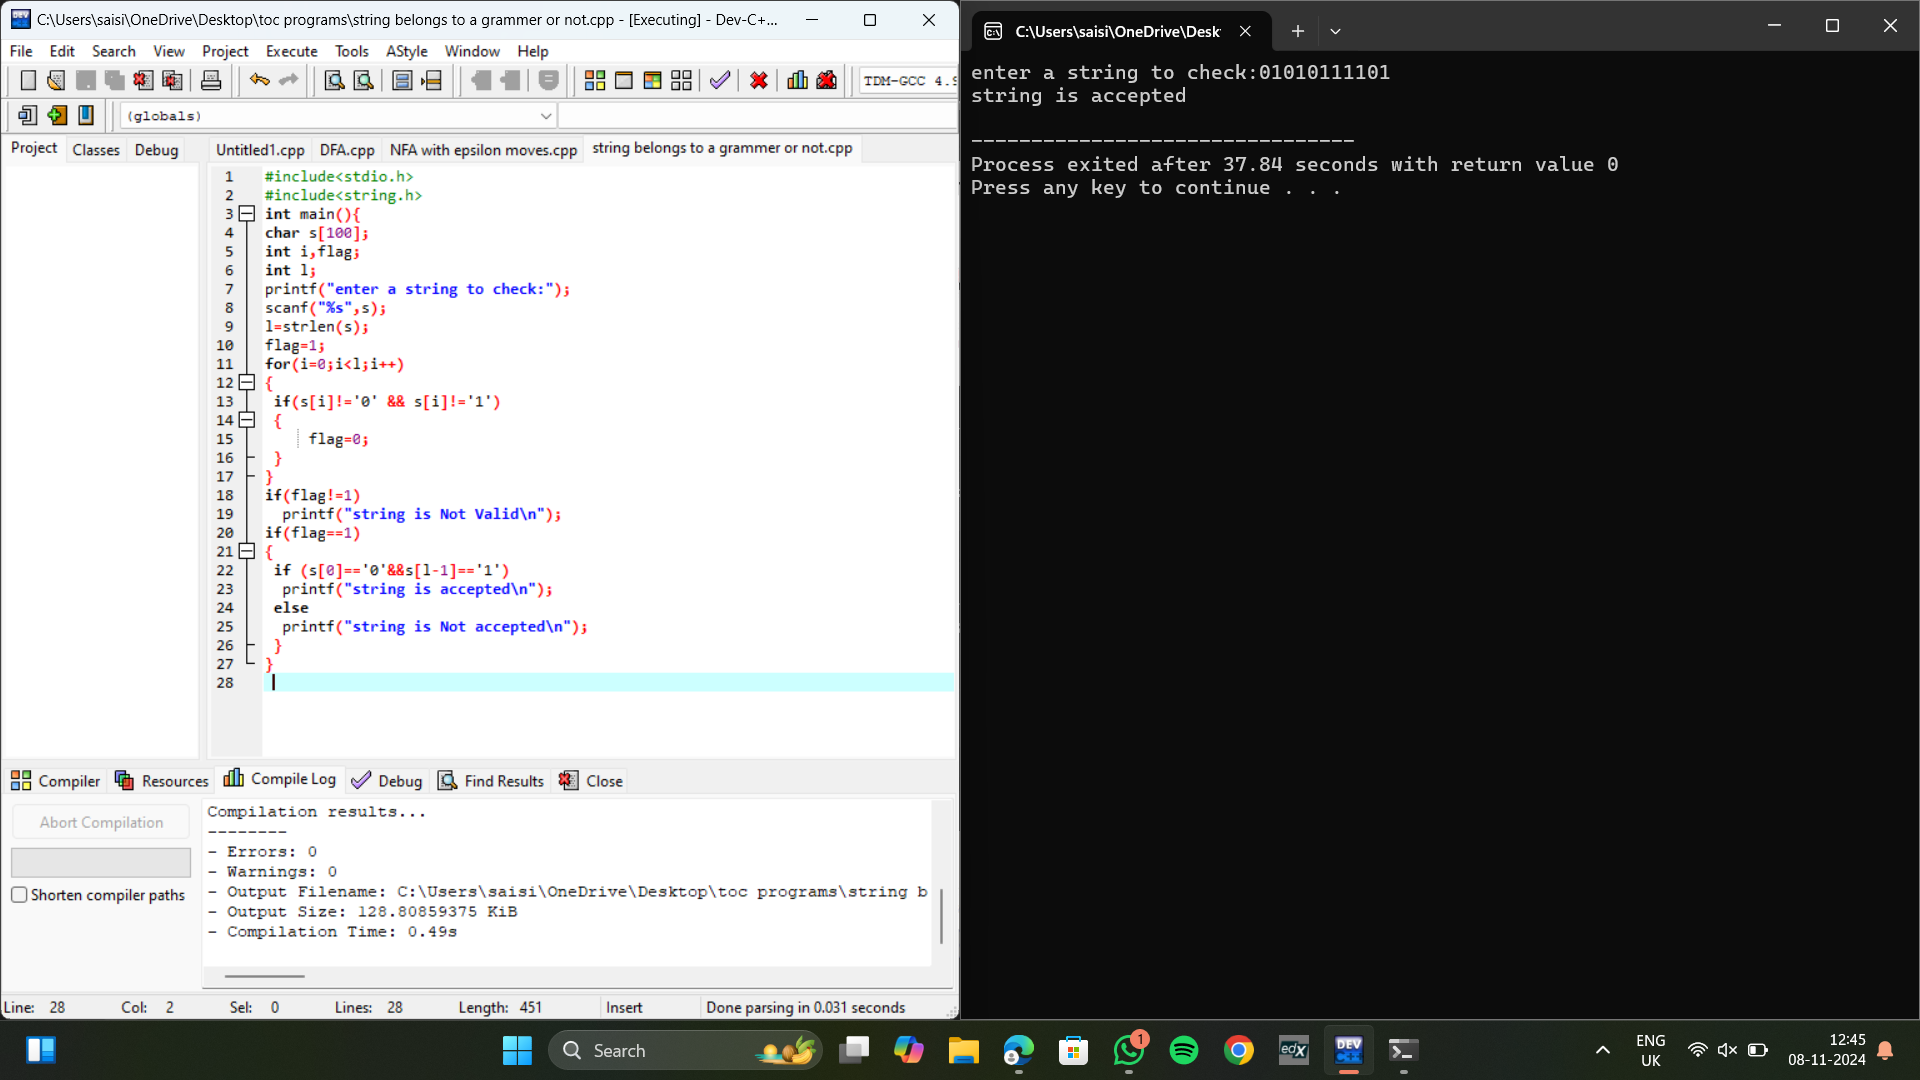 C:\Users\saisi\OneDrive\Desktop\toc programs\string belongs to a grammer or not.cpp - [Executing] - Dev-C+...
File Edit Search View Project Execute Tools AStyle Window Help
TDM-GCC 4.9
(globals)
Project Classes Debug
Untitled1.cpp DFA.cpp NFA with epsilon moves.cpp string belongs to a grammer or not.cpp
1 #include<stdio.h>
2 #include<string.h>
3 int main(){
4 char s[100];
5 int i,flag;
6 int l;
7 printf("enter a string to check:");
8 scanf("%s",s);
9 l=strlen(s);
10 flag=1;
11 for(i=0;i<l;i++)
12 {
13 if(s[i]!='0' && s[i]!='1')
14 {
15 flag=0;
16 }
17 }
18 if(flag!=1)
19 printf("string is Not Valid\n");
20 if(flag==1)
21 {
22 if (s[0]=='0'&&s[l-1]=='1')
23 printf("string is accepted\n");
24 else
25 printf("string is Not accepted\n");
26 }
27 }
28
Compiler Resources Compile Log Debug Find Results Close
Abort Compilation
Shorten compiler paths
Compilation results...
--------
- Errors: 0
- Warnings: 0
- Output Filename: C:\Users\saisi\OneDrive\Desktop\toc programs\string b
- Output Size: 128.80859375 KiB
- Compilation Time: 0.49s
Line: 28 Col: 2 Sel: 0 Lines: 28 Length: 451 Insert Done parsing in 0.031 seconds
C:\Users\saisi\OneDrive\Desk
enter a string to check:01010111101
string is accepted
--------------------------------
Process exited after 37.84 seconds with return value 0
Press any key to continue . . .
Search
1
edX
DEV
C++
ENG
UK
12:45
08-11-2024